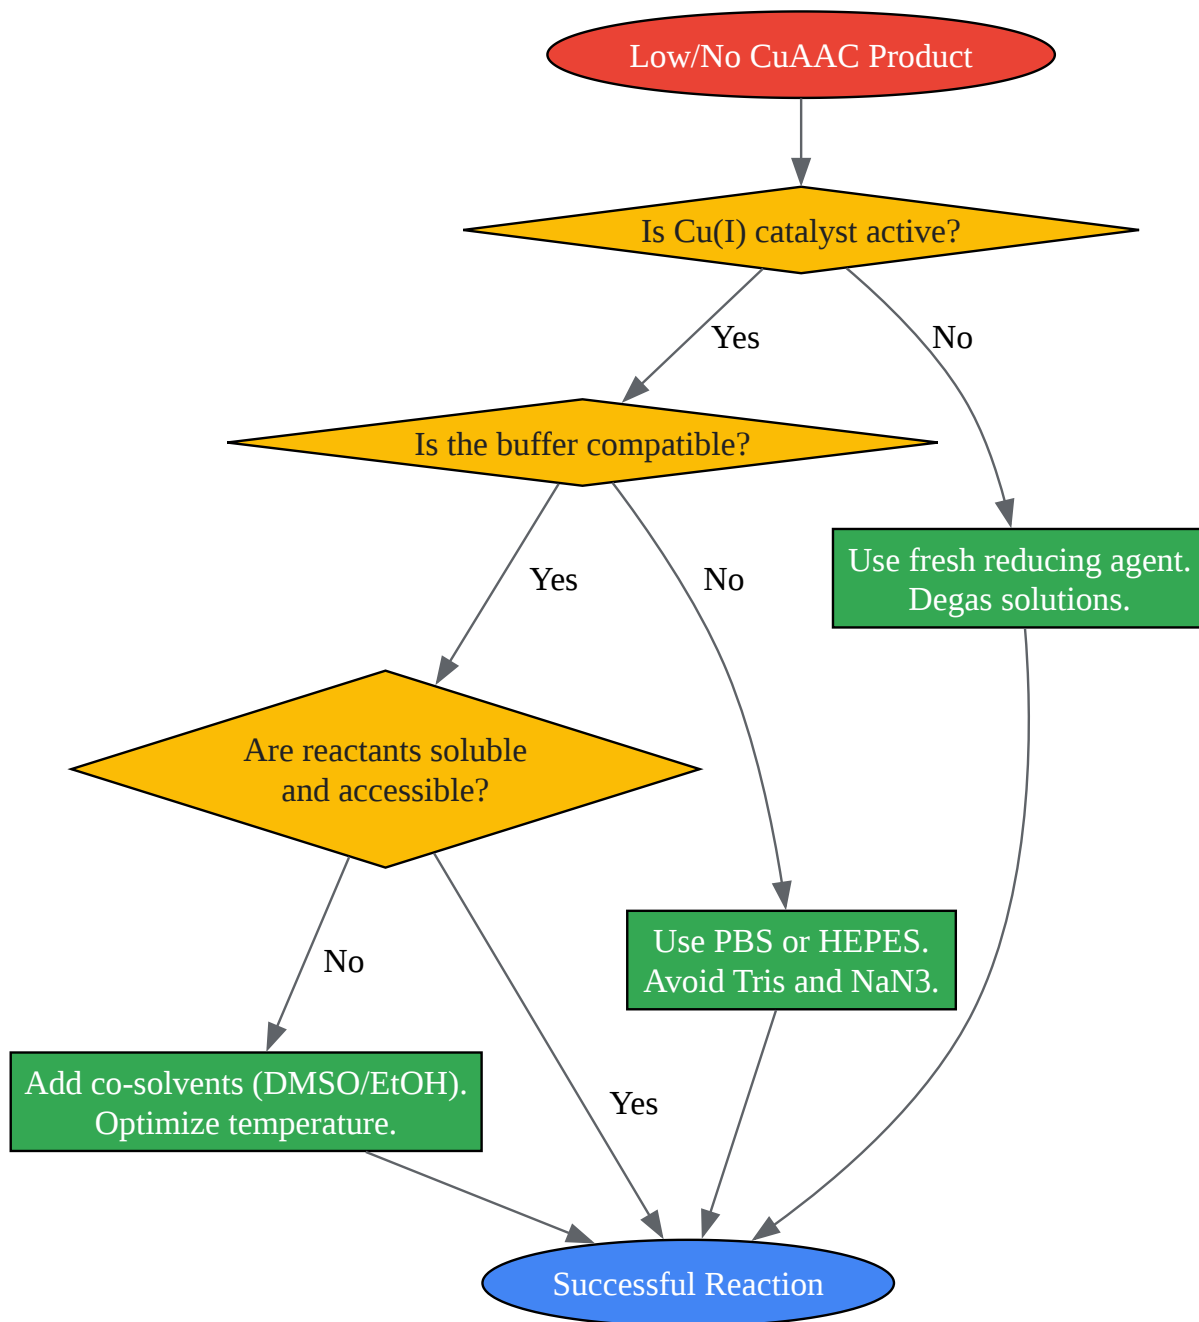 Low/No CuAAC Product
Is Cu(I) catalyst active?
Yes
No
Is the buffer compatible?
Use fresh reducing agent.
Degas solutions.
Yes
No
Are reactants soluble
and accessible?
Use PBS or HEPES.
Avoid Tris and NaN3.
No
Add co-solvents (DMSO/EtOH).
Optimize temperature.
Yes
Successful Reaction